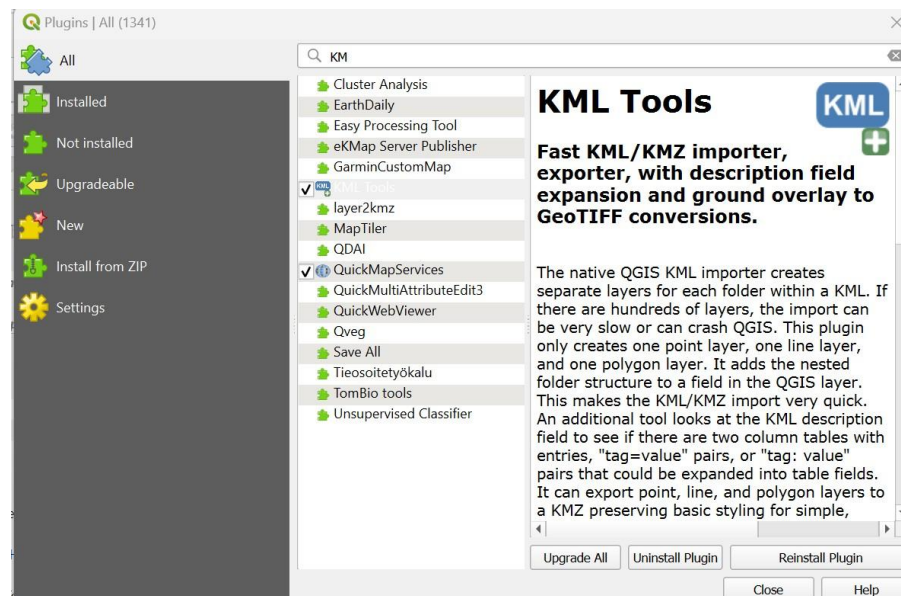 Plugins | All (1341)
All
Installed
Not installed
Upgradeable
New
Install from ZIP
Settings
KM
Cluster Analysis
EarthDaily
Easy Processing Tool
eKMap Server Publisher
GarminCustomMap
KML Tools
layer2kmz
MapTiler
QDAI
QuickMapServices
QuickMultiAttributeEdit3
QuickWebViewer
Qveg
Save All
Tieosoitetyökalu
TomBio tools
Unsupervised Classifier
KML Tools
KML
Fast KML/KMZ importer,
exporter, with description field
expansion and ground overlay to
GeoTIFF conversions.
The native QGIS KML importer creates
separate layers for each folder within a KML. If
there are hundreds of layers, the import can
be very slow or can crash QGIS. This plugin
only creates one point layer, one line layer,
and one polygon layer. It adds the nested
folder structure to a field in the QGIS layer.
This makes the KML/KMZ import very quick.
An additional tool looks at the KML description
field to see if there are two column tables with
entries, "tag=value" pairs, or "tag: value"
pairs that could be expanded into table fields.
It can export point, line, and polygon layers to
a KMZ preserving basic styling for simple,
Upgrade All
Uninstall Plugin
Reinstall Plugin
Close
Help